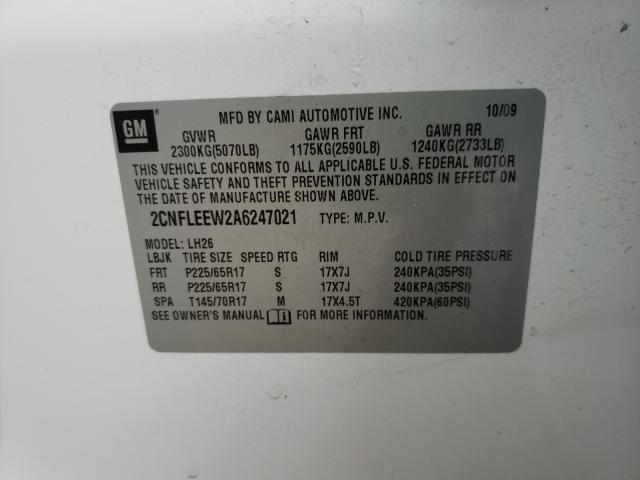 GM
MFD BY CAMI AUTOMOTIVE INC. 10/09
GVWR GAWR FRT GAWR RR
2300KG(5070LB) 1175KG(2590LB) 1240KG(2733LB)
THIS VEHICLE CONFORMS TO ALL APPLICABLE U.S. FEDERAL MOTOR
VEHICLE SAFETY AND THEFT PREVENTION STANDARDS IN EFFECT ON
THE DATE OF MANUFACTURE SHOWN ABOVE.
2CNFLEEW2A6247021 TYPE: M.P.V.
MODEL: LH26
LBJK TIRE SIZE SPEED RTG RIM COLD TIRE PRESSURE
FRT P225/65R17 S 17X7J 240KPA(35PSI)
RR P225/65R17 S 17X7J 240KPA(35PSI)
SPA T145/70R17 M 17X4.5T 420KPA(60PSI)
SEE OWNER'S MANUAL FOR MORE INFORMATION.